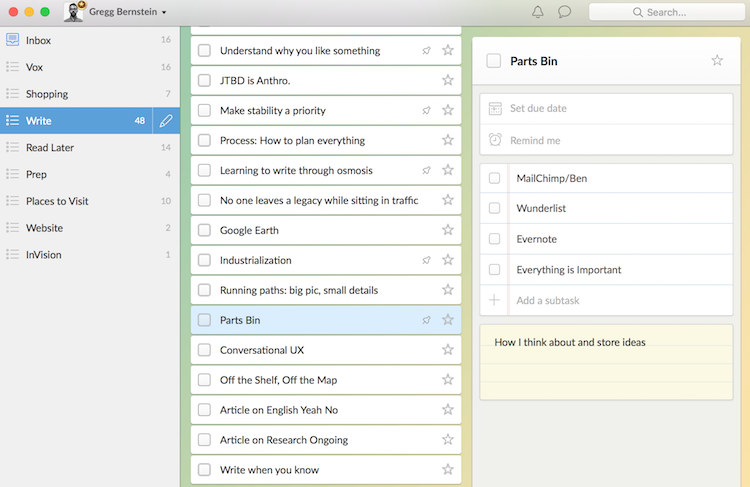 Gregg Bernstein
Search...
Inbox 16
Vox 16
Shopping 7
Write 48
Read Later 14
Prep 4
Places to Visit 10
Website 2
InVision 1
Understand why you like something
JTBD is Anthro.
Make stability a priority
Process: How to plan everything
Learning to write through osmosis
No one leaves a legacy while sitting in traffic
Google Earth
Industrialization
Running paths: big pic, small details
Parts Bin
Conversational UX
Off the Shelf, Off the Map
Article on English Yeah No
Article on Research Ongoing
Write when you know
Parts Bin
Set due date
Remind me
MailChimp/Ben
Wunderlist
Evernote
Everything is Important
Add a subtask
How I think about and store ideas